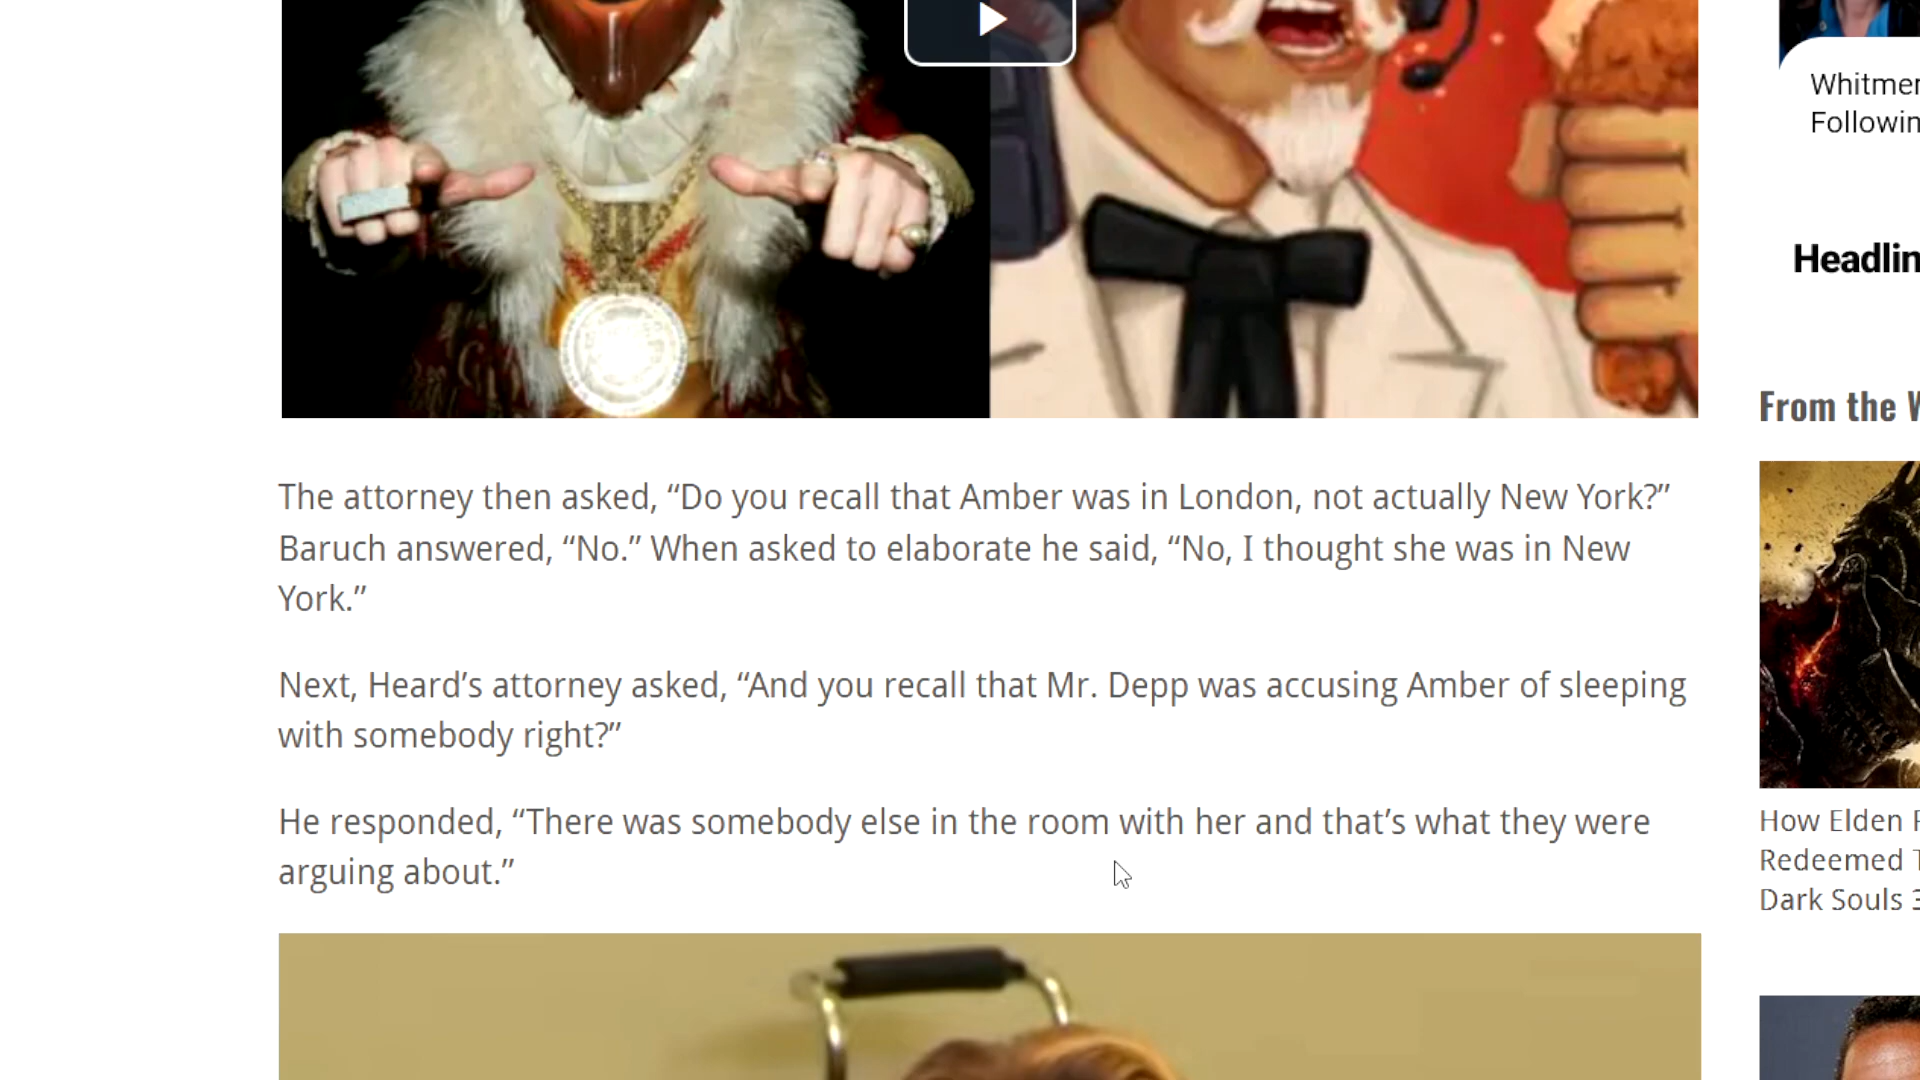 The attorney then asked, “Do you recall that Amber was in London, not actually New York?”
Baruch answered, “No.” When asked to elaborate he said, “No, I thought she was in New
York.”
Next, Heard’s attorney asked, “And you recall that Mr. Depp was accusing Amber of sleeping
with somebody right?”
He responded, “There was somebody else in the room with her and that’s what they were
arguing about.”
Whitmer
Followin
Headlin
From the W
How Elden R
Redeemed T
Dark Souls 3